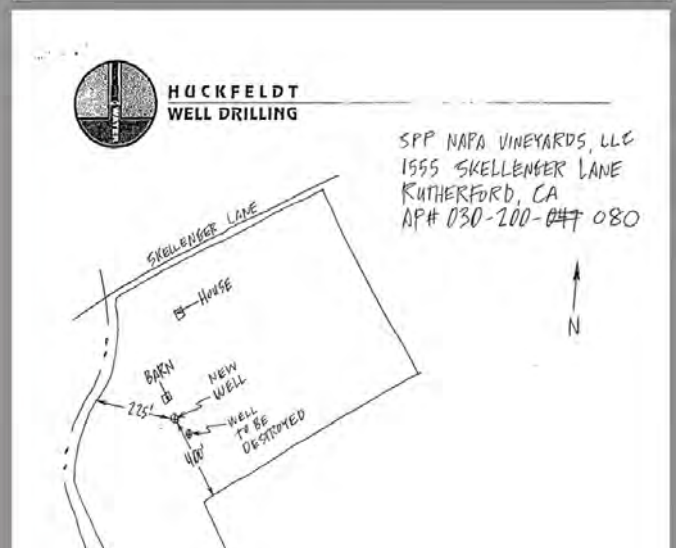 HUCKFELDT
WELL DRILLING
SPP NAPA VINEYARDS, LLC
1555 SKELLENGER LANE
RUTHERFORD, CA
AP# 030-200-047 080
SKELLENGER LANE
HOUSE
N
BARN
NEW
WELL
225'
WELL
TO BE
DESTROYED
400'